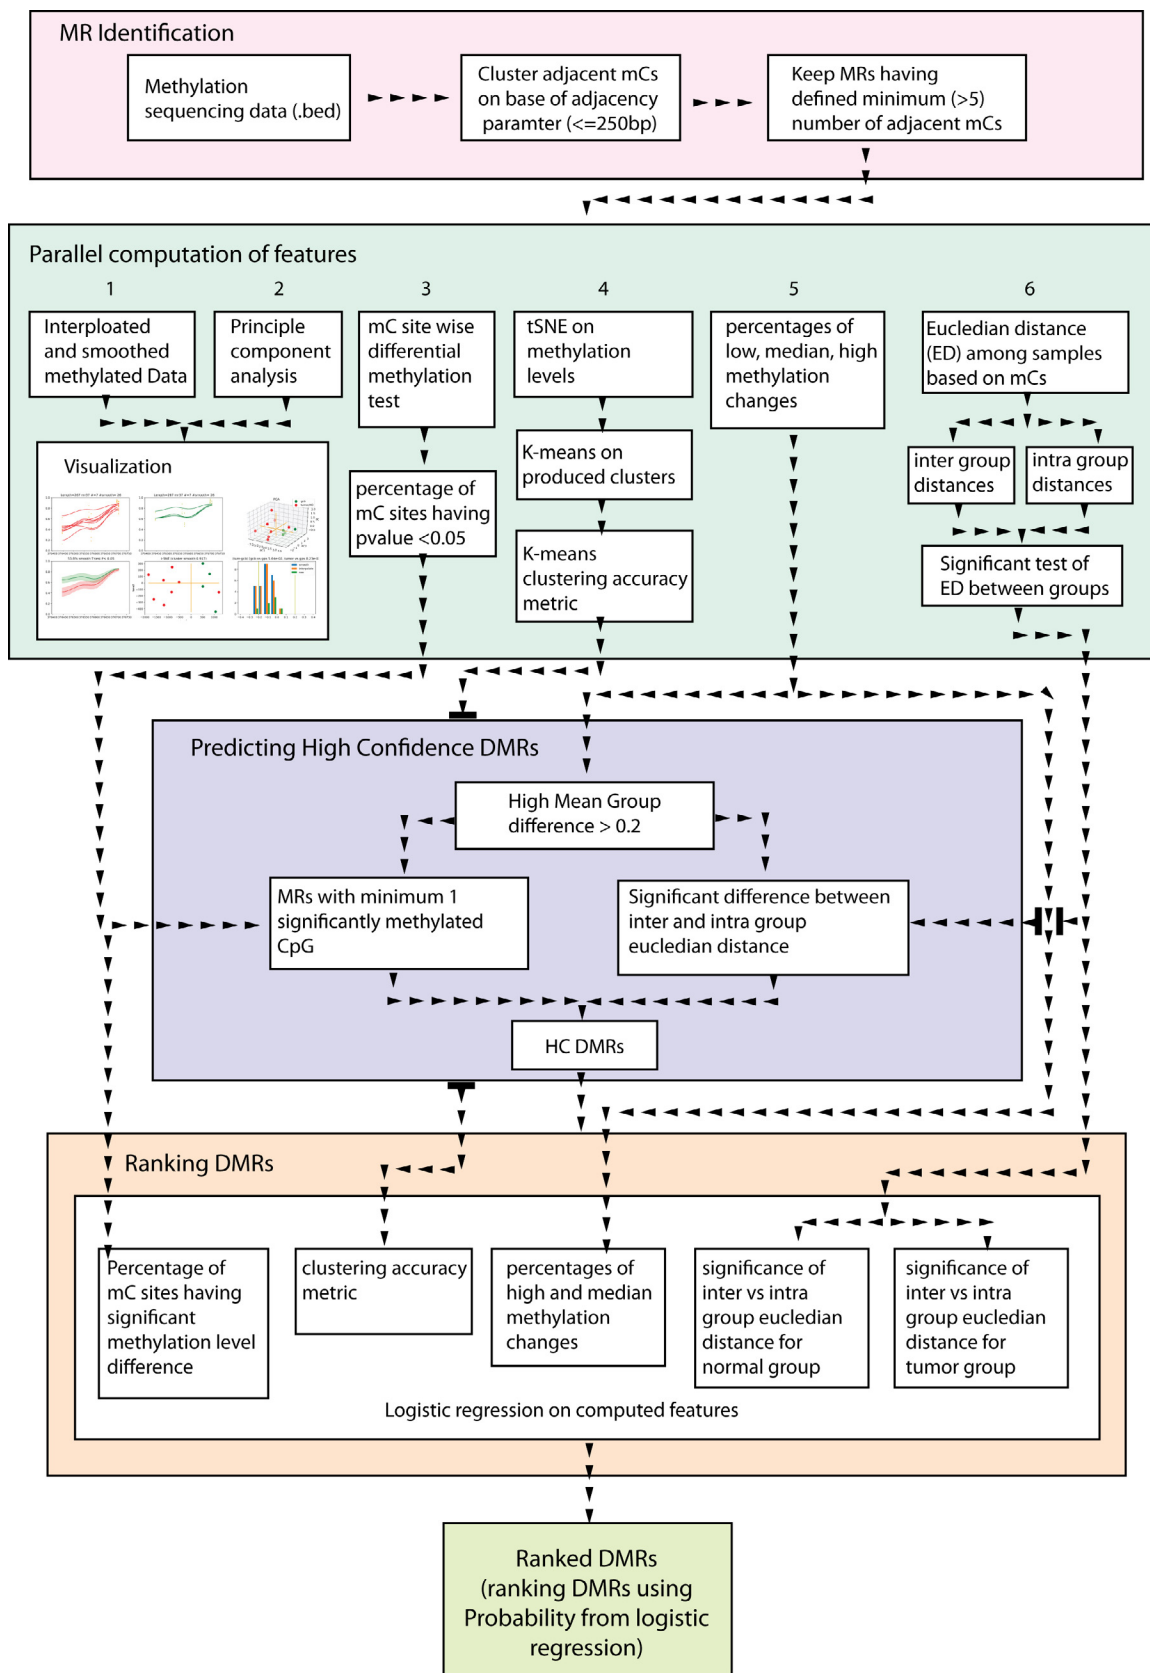 MR Identification
Methylation
sequencing data (.bed)
Cluster adjacent mCs
on base of adjacency
paramter (<=250bp)
Keep MRs having
defined minimum (>5)
number of adjacent mCs
Parallel computation of features
1
2
3
4
5
6
Interploated
and smoothed
methylated Data
Principle
component
analysis
mC site wise
differential
methylation
test
tSNE on
methylation
levels
percentages of
low, median, high
methylation
changes
Eucledian distance
(ED) among samples
based on mCs
Visualization
percentage of
mC sites having
pvalue <0.05
K-means on
produced clusters
K-means
clustering accuracy
metric
inter group
distances
intra group
distances
Significant test of
ED between groups
Predicting High Confidence DMRs
High Mean Group
difference > 0.2
MRs with minimum 1
significantly methylated
CpG
Significant difference between
inter and intra group
eucledian distance
HC DMRs
Ranking DMRs
Percentage of
mC sites having
significant
methylation level
difference
clustering accuracy
metric
percentages of
high and median
methylation
changes
significance of
inter vs intra
group eucledian
distance for
normal group
significance of
inter vs intra
group eucledian
distance for
tumor group
Logistic regression on computed features
Ranked DMRs
(ranking DMRs using
Probability from logistic
regression)